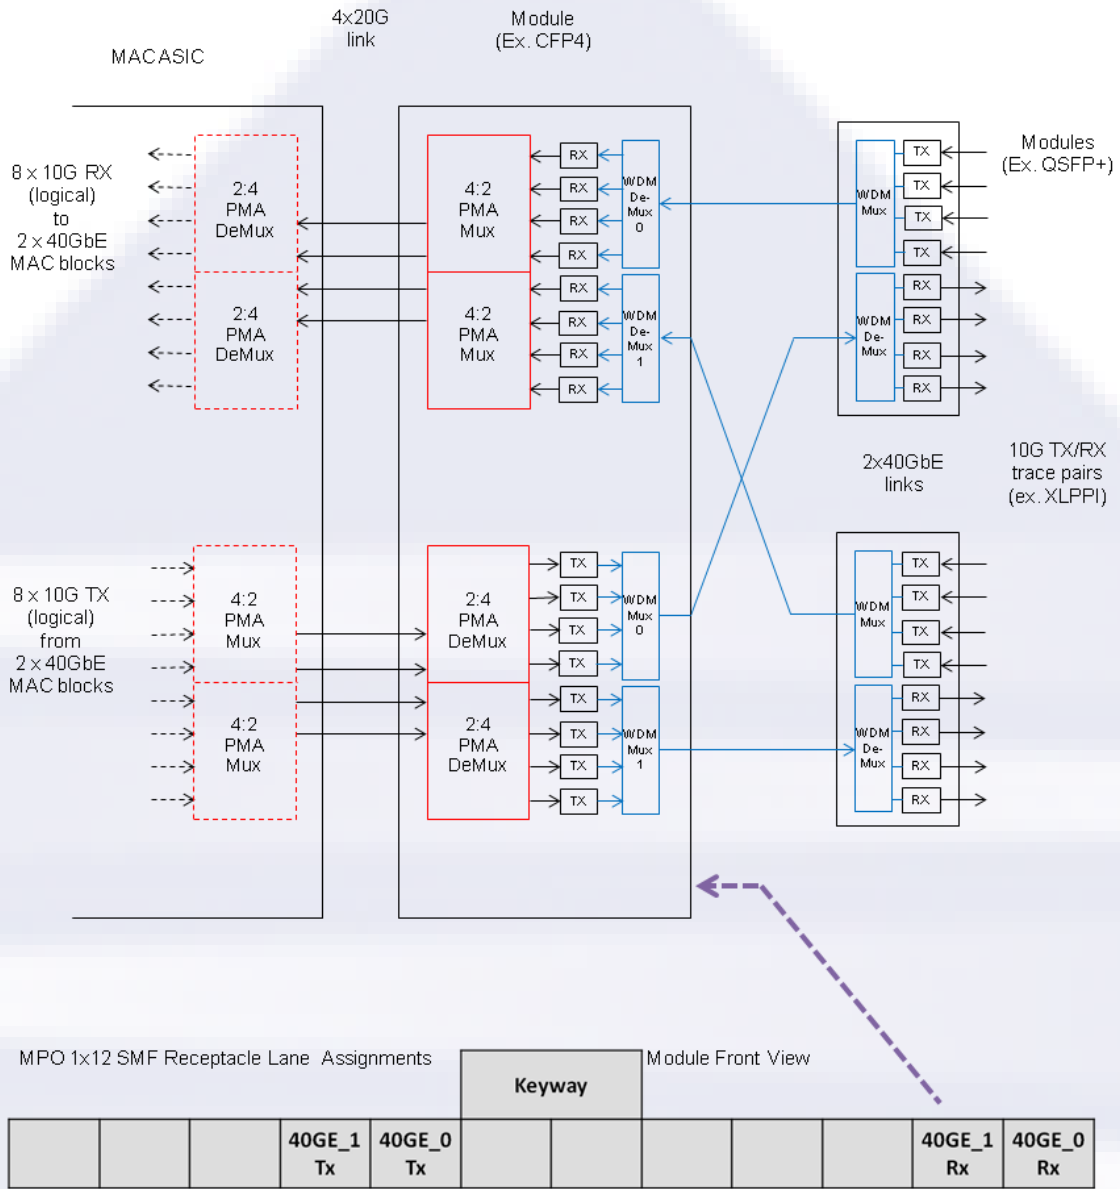 4x20G
link
Module
(Ex. CFP4)
MACASIC
8 x 10G RX
(logical)
to
2 x 40GbE
MAC blocks
2:4
PMA
DeMux
2:4
PMA
DeMux
4:2
PMA
Mux
4:2
PMA
Mux
RX
RX
RX
RX
RX
RX
RX
RX
WDM
De-
Mux
0
WDM
De-
Mux
1
WDM
Mux
TX
TX
TX
TX
WDM
De-
Mux
RX
RX
RX
RX
Modules
(Ex. QSFP+)
2x40GbE
links
10G TX/RX
trace pairs
(ex. XLPPI)
8 x 10G TX
(logical)
from
2 x 40GbE
MAC blocks
4:2
PMA
Mux
4:2
PMA
Mux
2:4
PMA
DeMux
2:4
PMA
DeMux
TX
TX
TX
TX
TX
TX
TX
TX
WDM
Mux
0
WDM
Mux
1
WDM
Mux
TX
TX
TX
TX
WDM
De-
Mux
RX
RX
RX
RX
MPO 1x12 SMF Receptacle Lane Assignments
Module Front View
Keyway
40GE_1
Tx
40GE_0
Tx
40GE_1
Rx
40GE_0
Rx